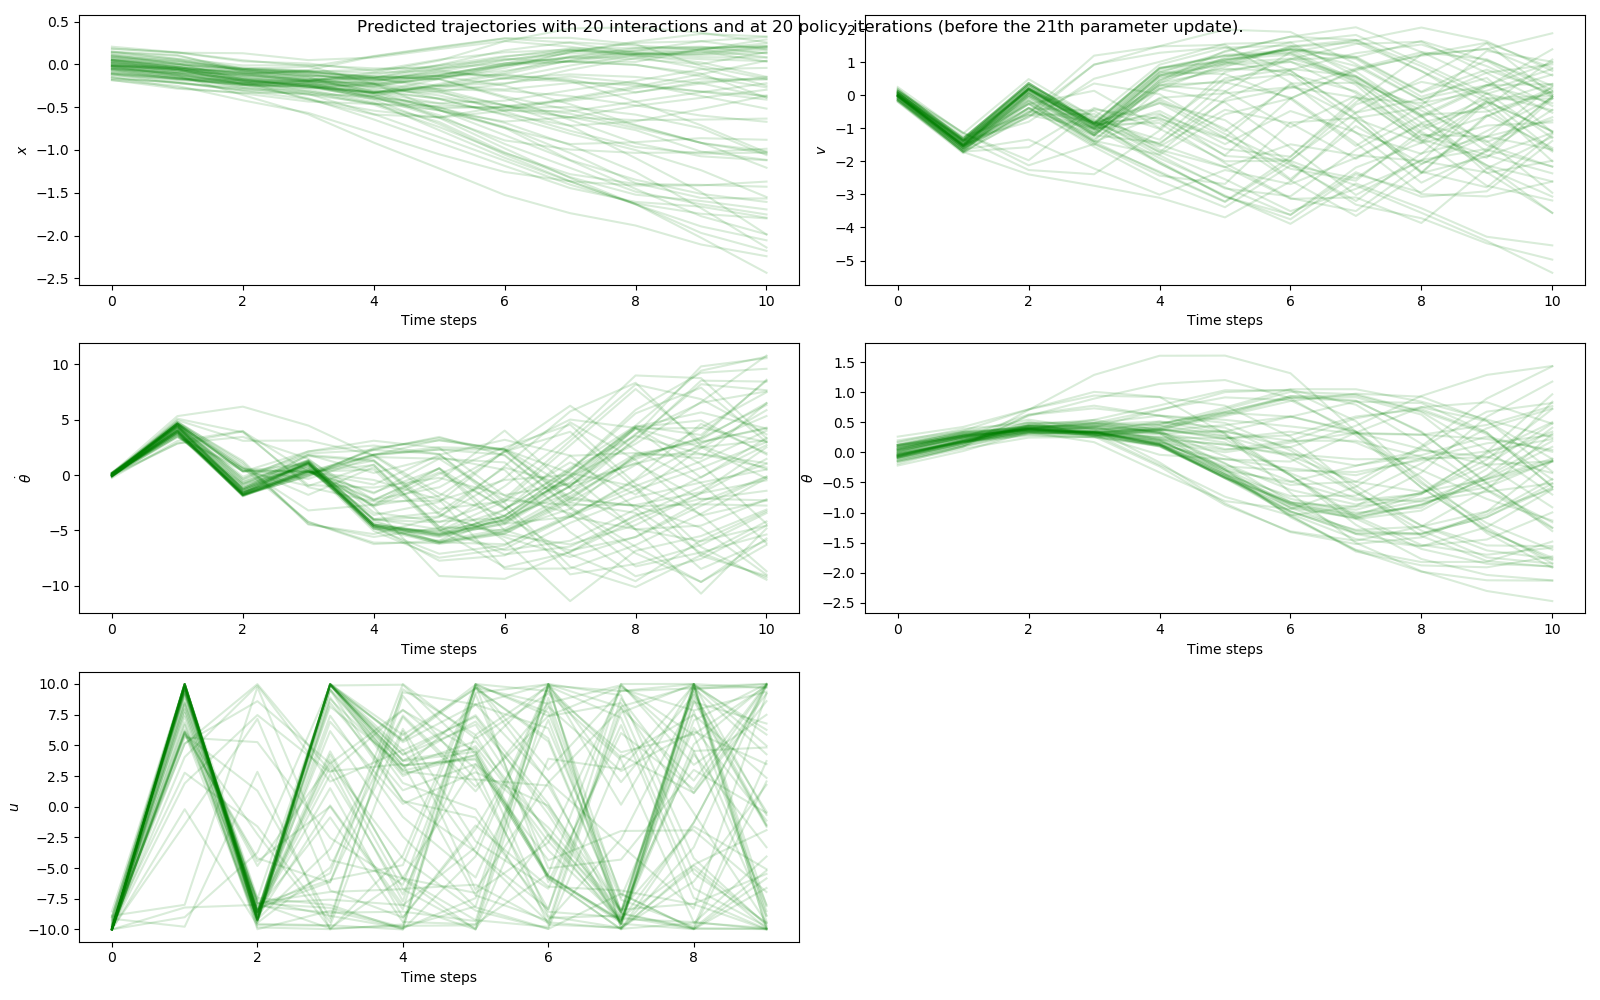 Predicted trajectories with 20 interactions and at 20 policy iterations (before the 21th parameter update).
0.5
0.0
−0.5
−1.0
−1.5
−2.0
−2.5
x
0 2 4 6 8 10
Time steps
2
1
0
−1
−2
−3
−4
−5
v
0 2 4 6 8 10
Time steps
10
5
0
−5
−10
θ̇
0 2 4 6 8 10
Time steps
1.5
1.0
0.5
0.0
−0.5
−1.0
−1.5
−2.0
−2.5
θ
0 2 4 6 8 10
Time steps
10.0
7.5
5.0
2.5
0.0
−2.5
−5.0
−7.5
−10.0
u
0 2 4 6 8
Time steps